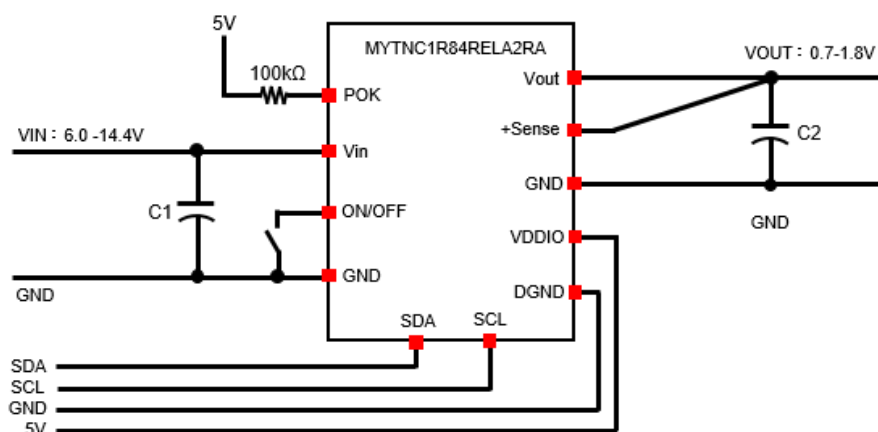 5V
MYTNC1R84RELA2RA
VOUT : 0.7-1.8V
100kΩ
Vout
POK
+Sense
C2
VIN : 6.0 -14.4V
Vin
GND
C1
ON/OFF
GND
VDDIO
GND
DGND
GND
SDA
SCL
SDA
SCL
GND
5V